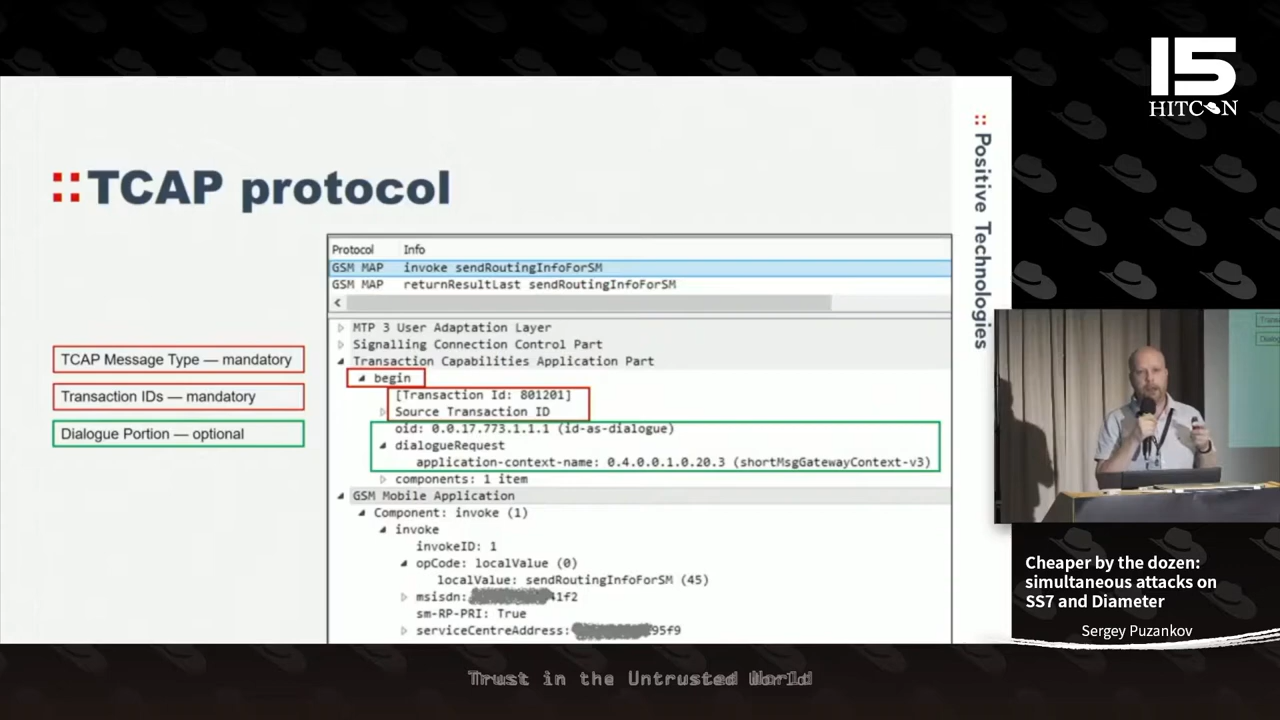 15
HITCON
:: Positive Technologies
::TCAP protocol
Protocol Info
GSM MAP invoke sendRoutingInfoForSM
GSM MAP returnResultLast sendRoutingInfoForSM
MTP 3 User Adaptation Layer
Signalling Connection Control Part
Transaction Capabilities Application Part
begin
[Transaction Id: 801201]
Source Transaction ID
oid: 0.0.17.773.1.1.1 (id-as-dialogue)
dialogueRequest
application-context-name: 0.4.0.0.1.0.20.3 (shortMsgGatewayContext-v3)
components: 1 item
GSM Mobile Application
Component: invoke (1)
invoke
invokeID: 1
opCode: localValue (0)
localValue: sendRoutingInfoForSM (45)
msisdn: 41f2
sm-RP-PRI: True
serviceCentreAddress: 95f9
TCAP Message Type — mandatory
Transaction IDs — mandatory
Dialogue Portion — optional
Cheaper by the dozen:
simultaneous attacks on
SS7 and Diameter
Sergey Puzankov
Trust in the Untrusted World